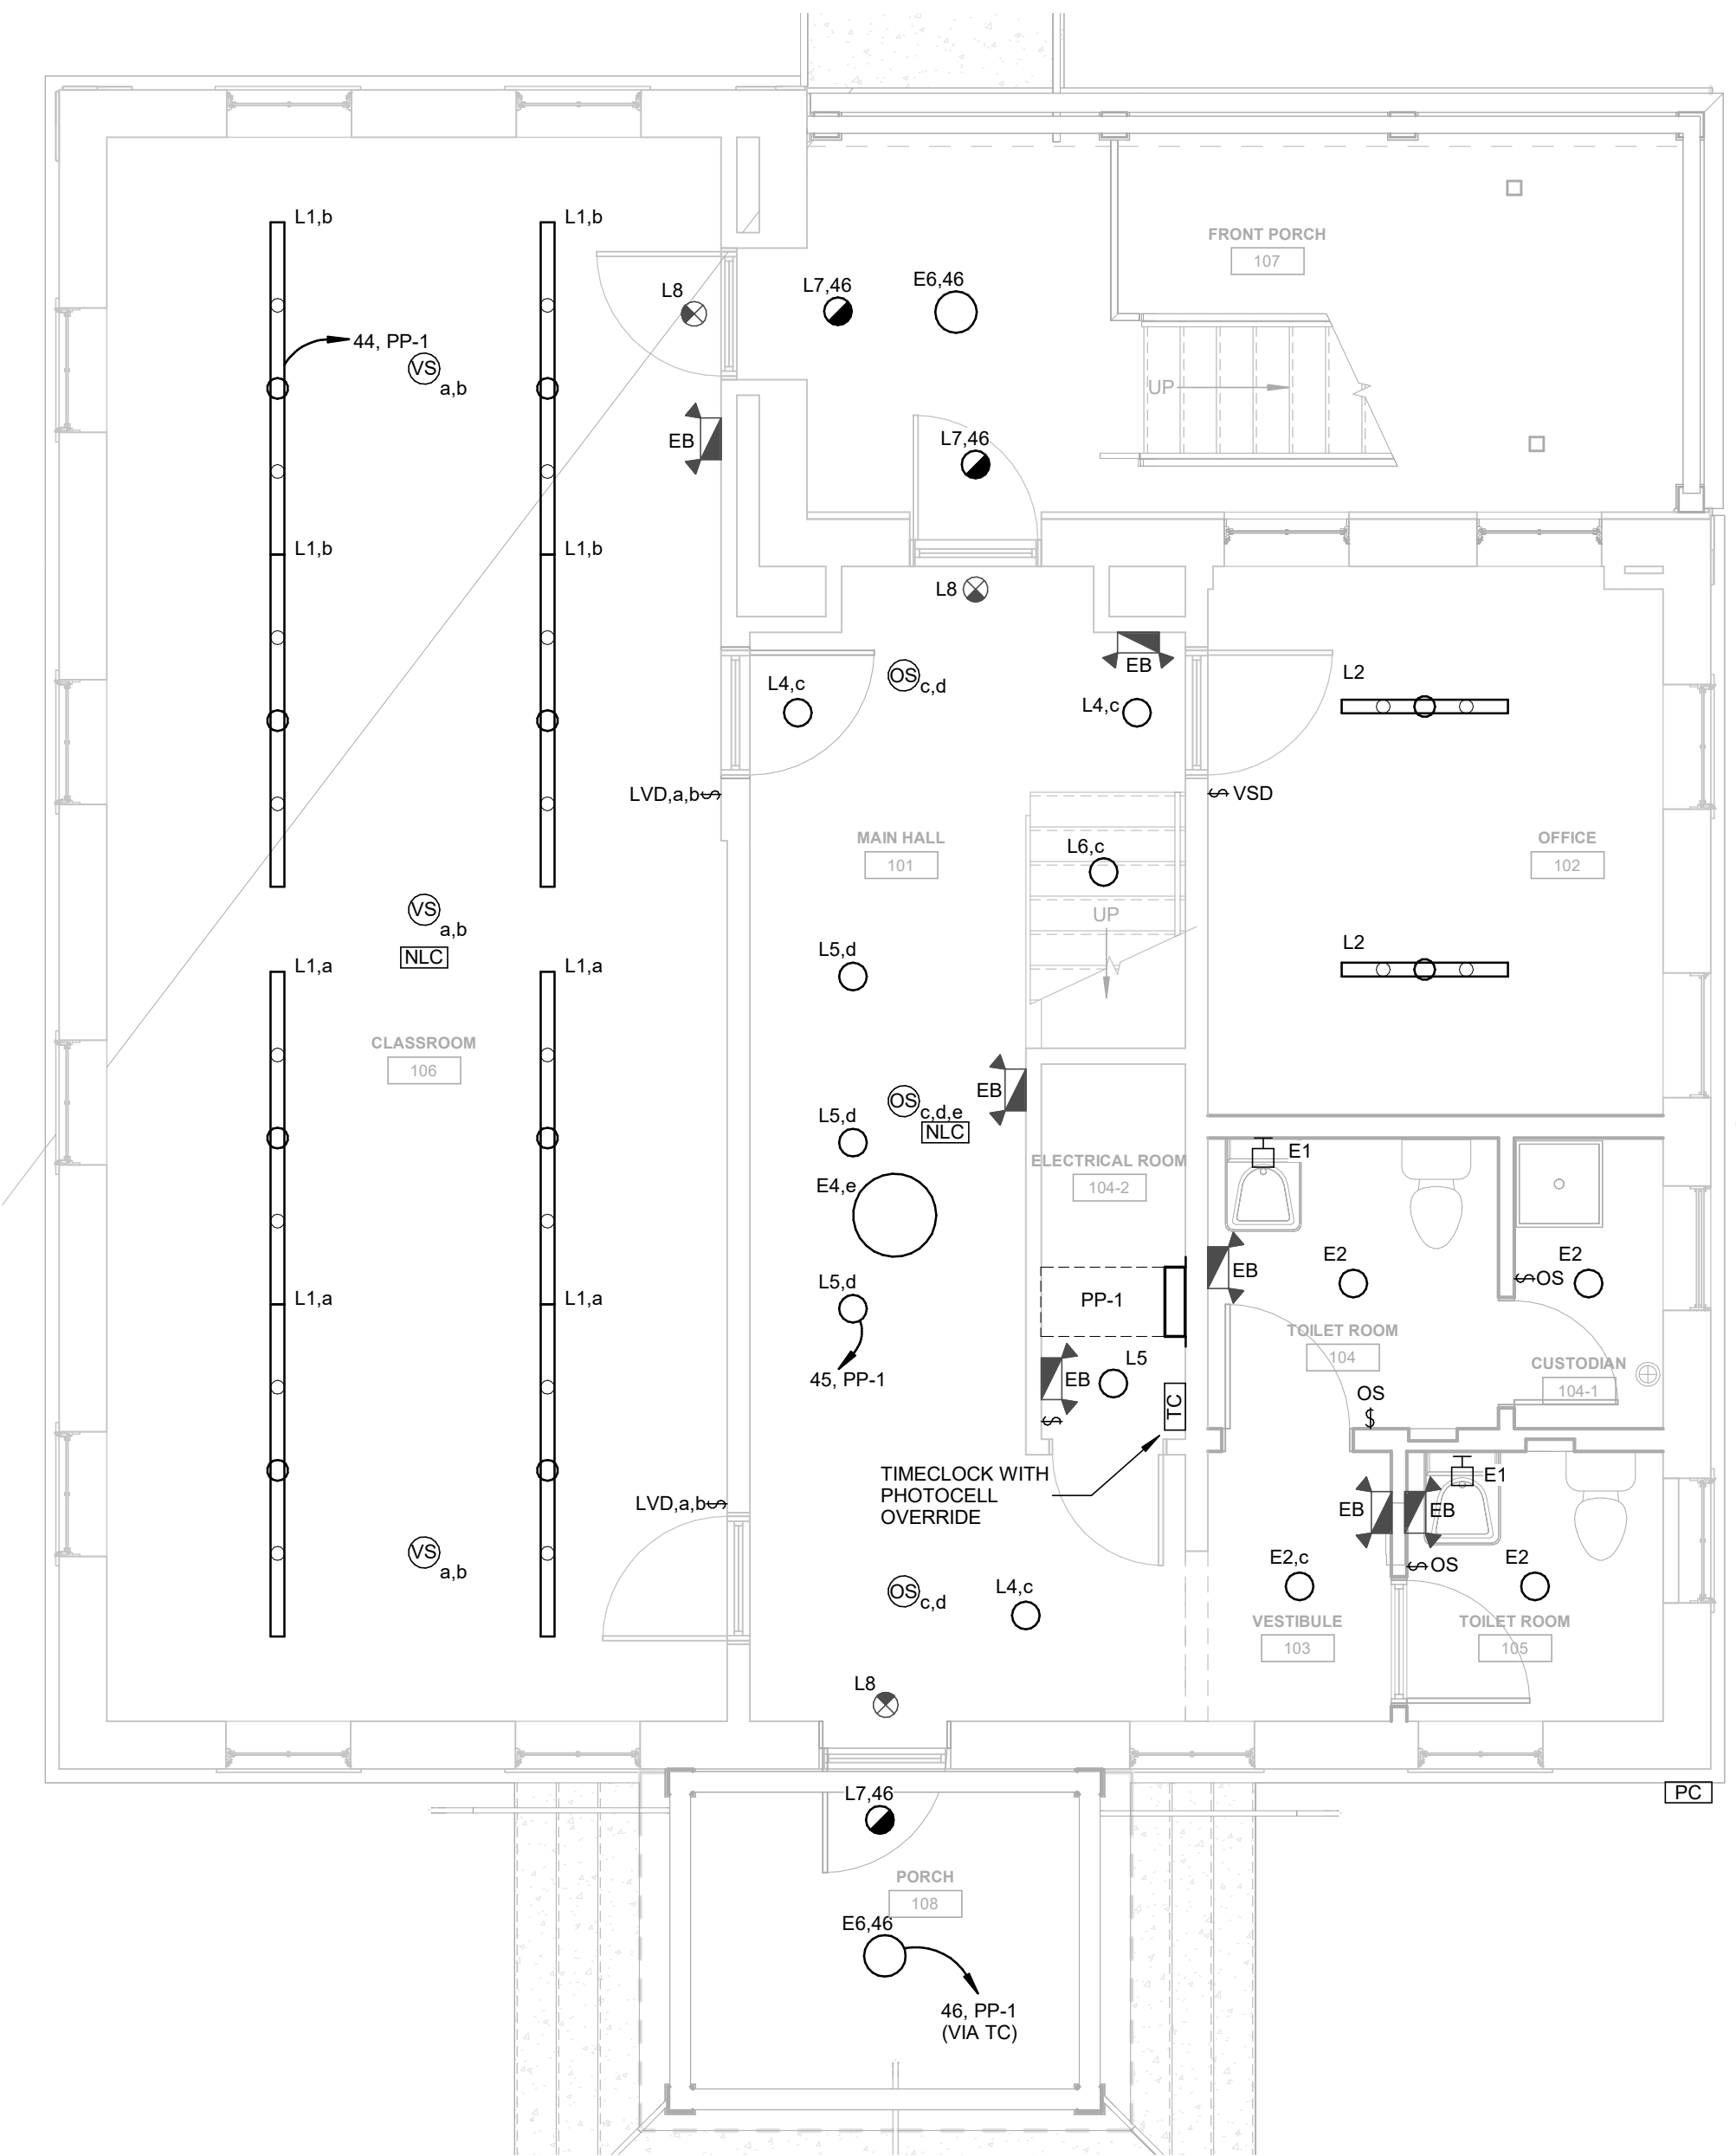 L1,b
L1,b
FRONT PORCH
107
L8
L7,46
E6,46
44, PP-1
VS
a,b
UP
EB
L7,46
L1,b
L1,b
L8
EB
OS
c,d
L4,c
L4,c
L2
LVD,a,b$
$ VSD
MAIN HALL
101
L6,c
OFFICE
102
UP
VS
a,b
NLC
L5,d
L2
L1,a
L1,a
CLASSROOM
106
EB
OS
c,d,e
NLC
L5,d
ELECTRICAL ROOM
104-2
E1
E4,e
E2
E2
$OS
EB
L5,d
PP-1
L1,a
L1,a
TOILET ROOM
104
CUSTODIAN
104-1
45, PP-1
EB
L5
TC
$
OS
$
TIMECLOCK WITH
PHOTOCELL
OVERRIDE
E1
LVD,a,b$
EB
EB
VS
a,b
OS
c,d
L4,c
E2,c
$OS
E2
VESTIBULE
103
TOILET ROOM
105
L8
L7,46
PC
PORCH
108
E6,46
46, PP-1
(VIA TC)